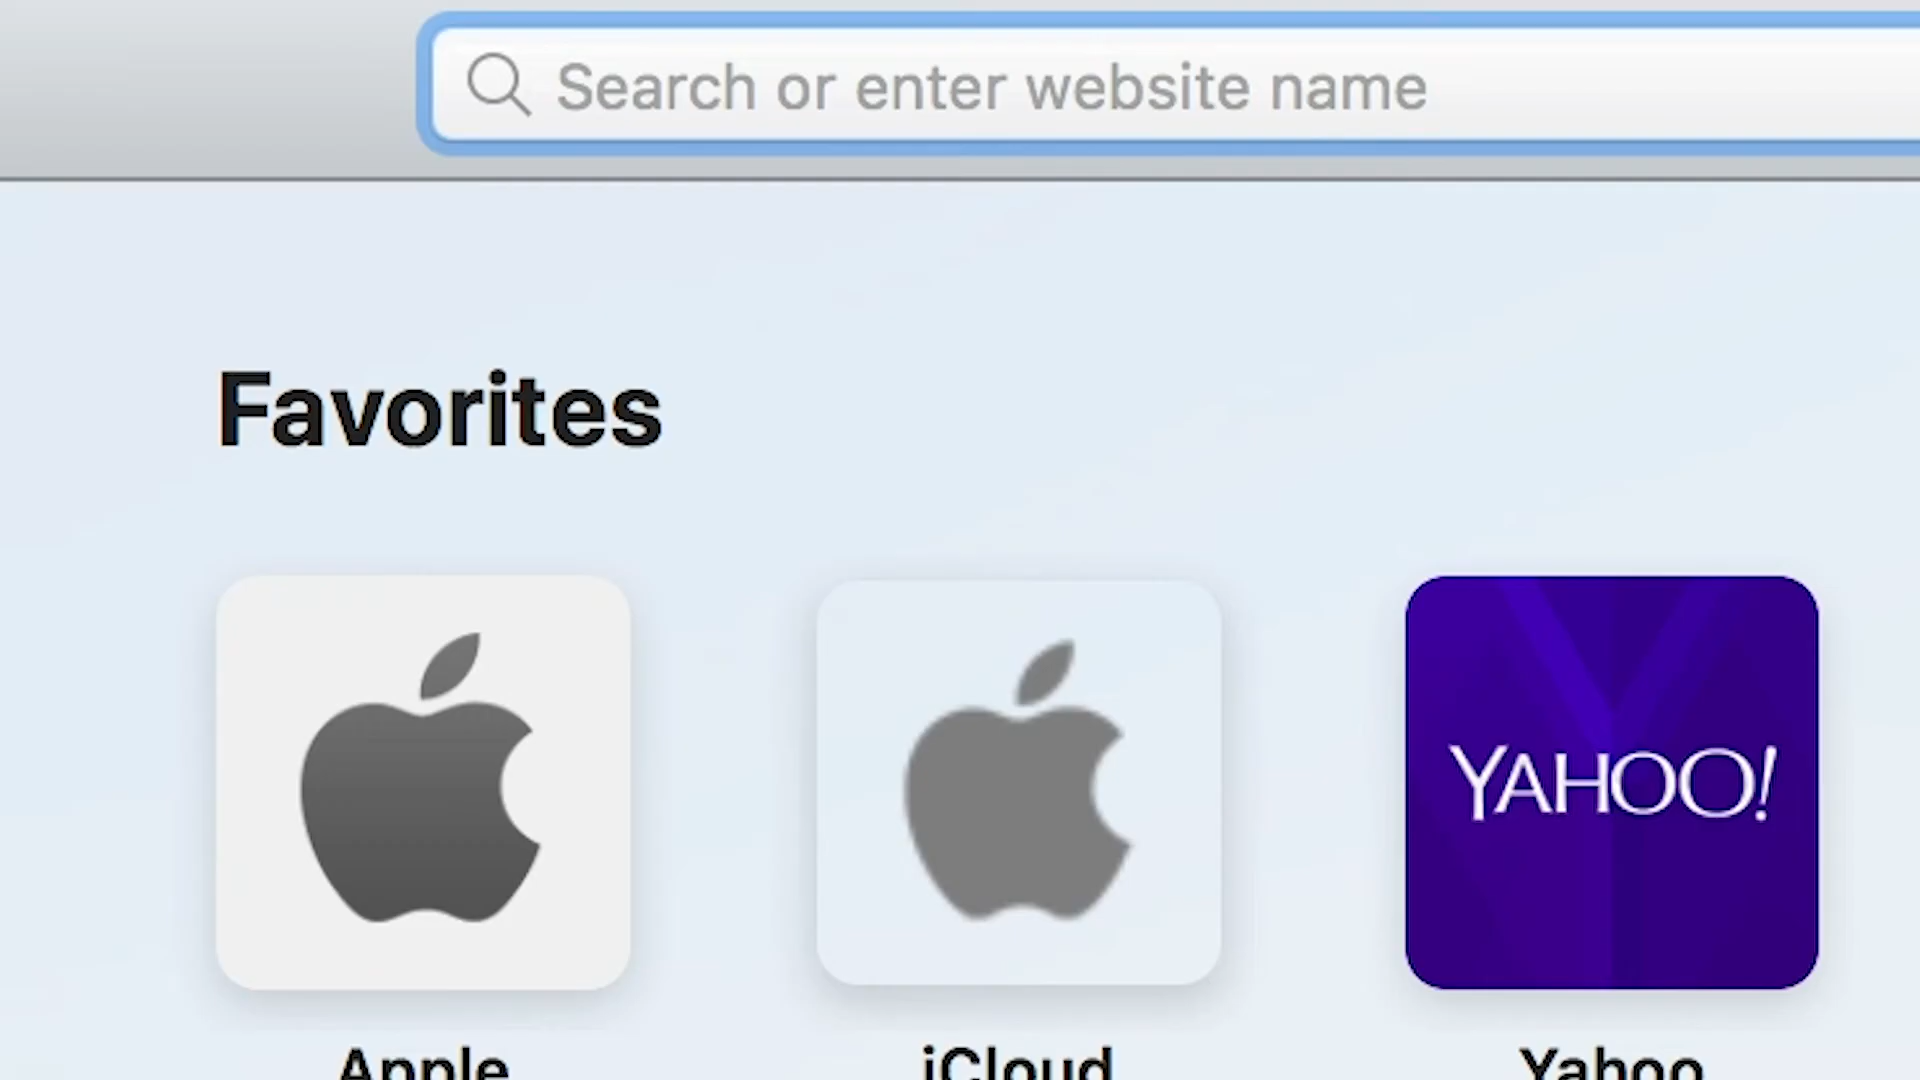 Search or enter website name
Favorites
YAHOO!
Apple
iCloud
Yahoo